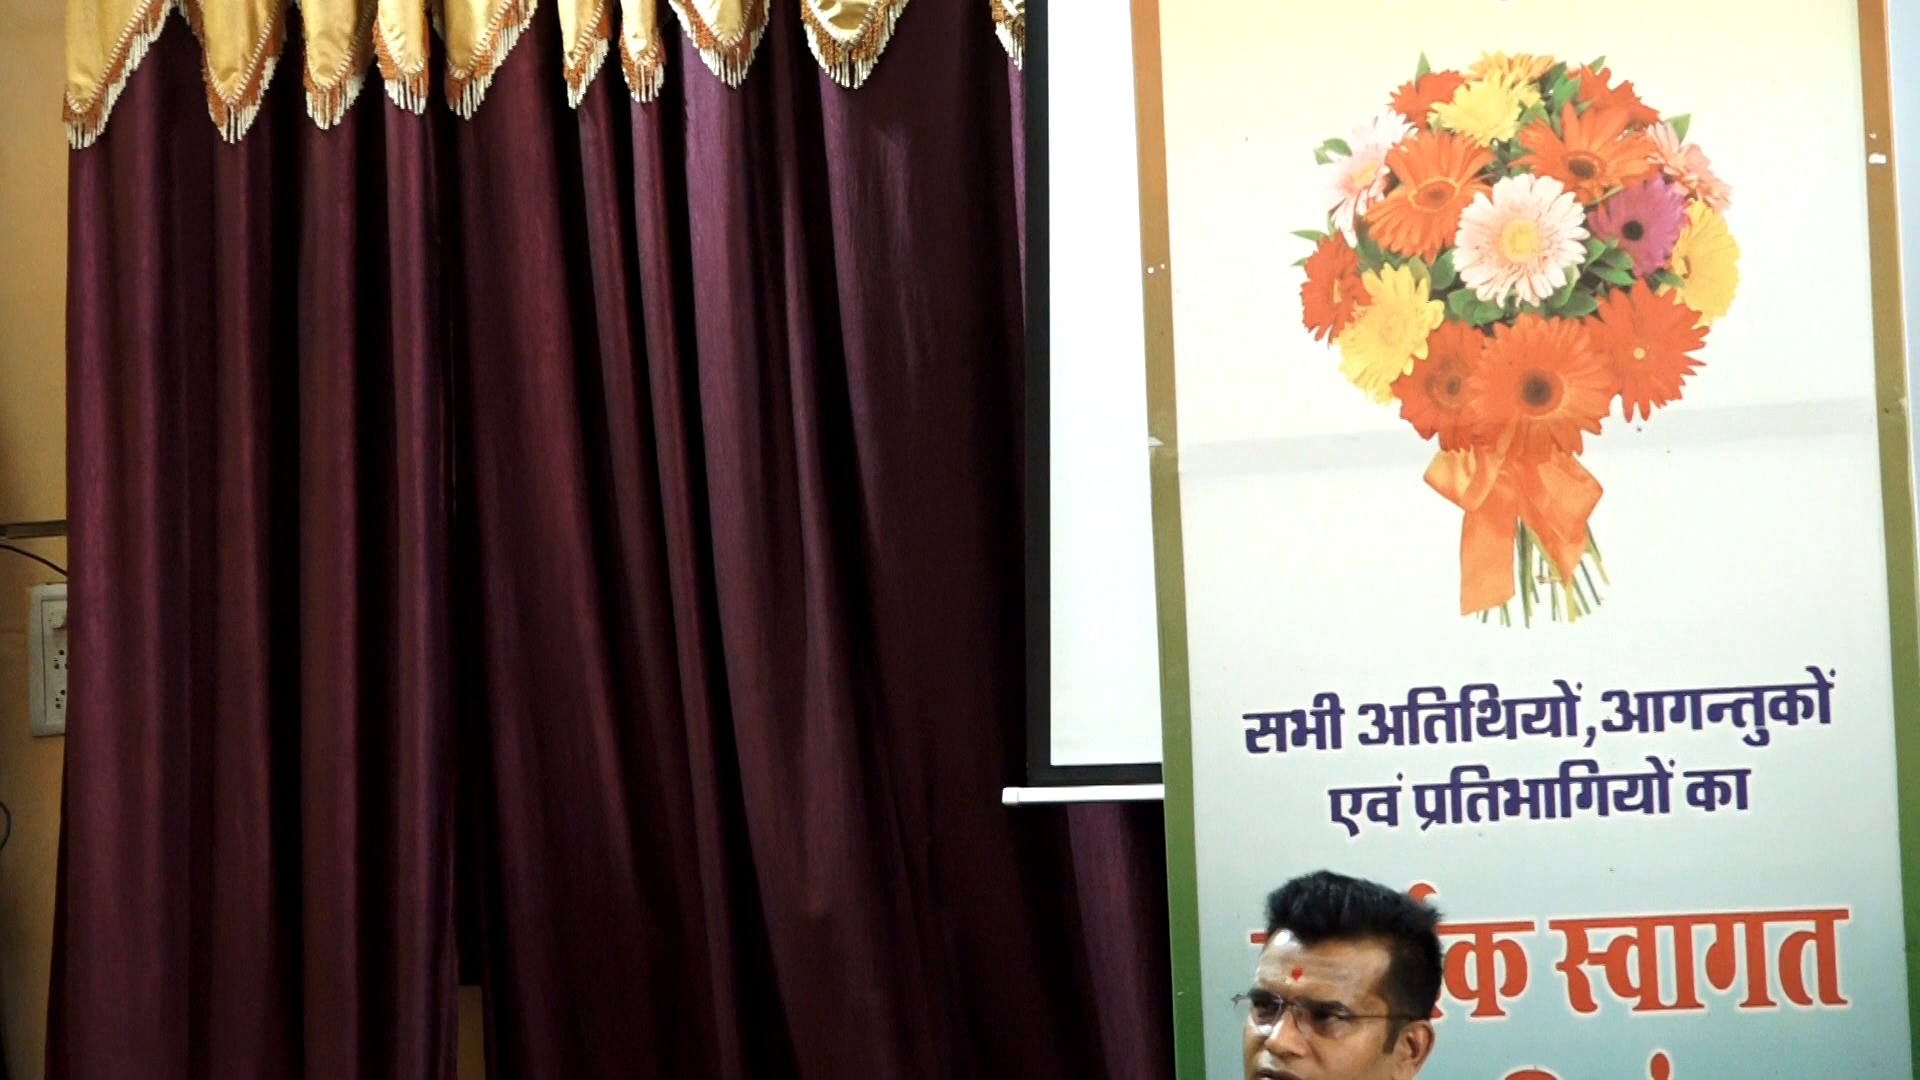 सभी अतिथियों,आगन्तुकों
एवं प्रतिभागियों का
स्वागत